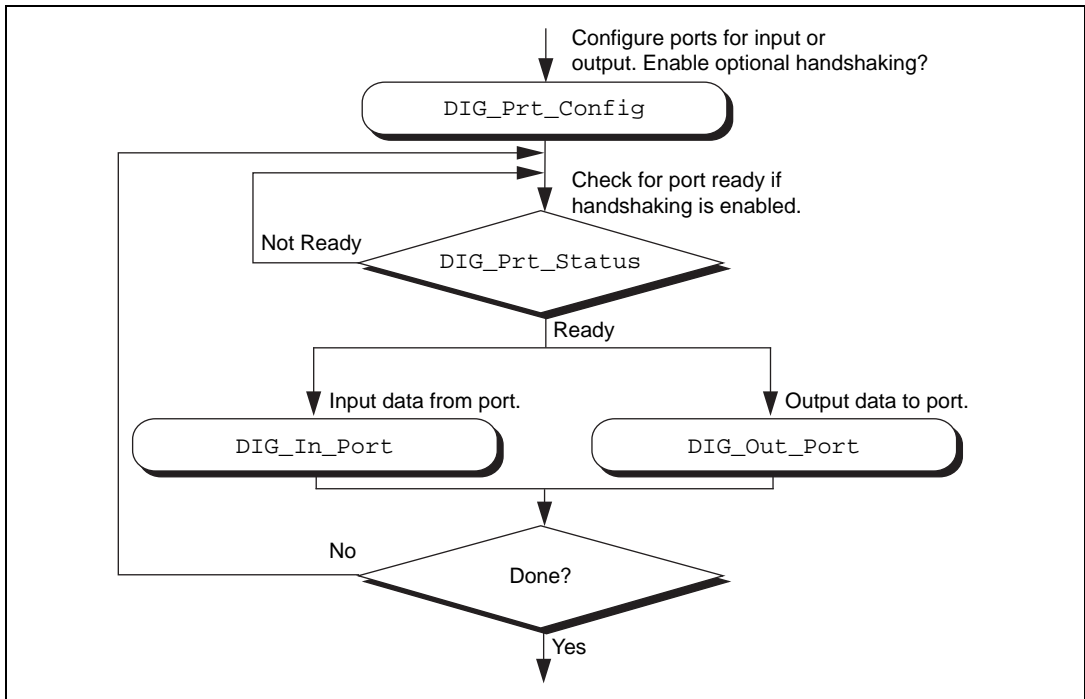 Configure ports for input or
output. Enable optional handshaking?
DIG_Prt_Config
Check for port ready if
handshaking is enabled.
Not Ready
DIG_Prt_Status
Ready
Input data from port.
Output data to port.
DIG_In_Port
DIG_Out_Port
No
Done?
Yes